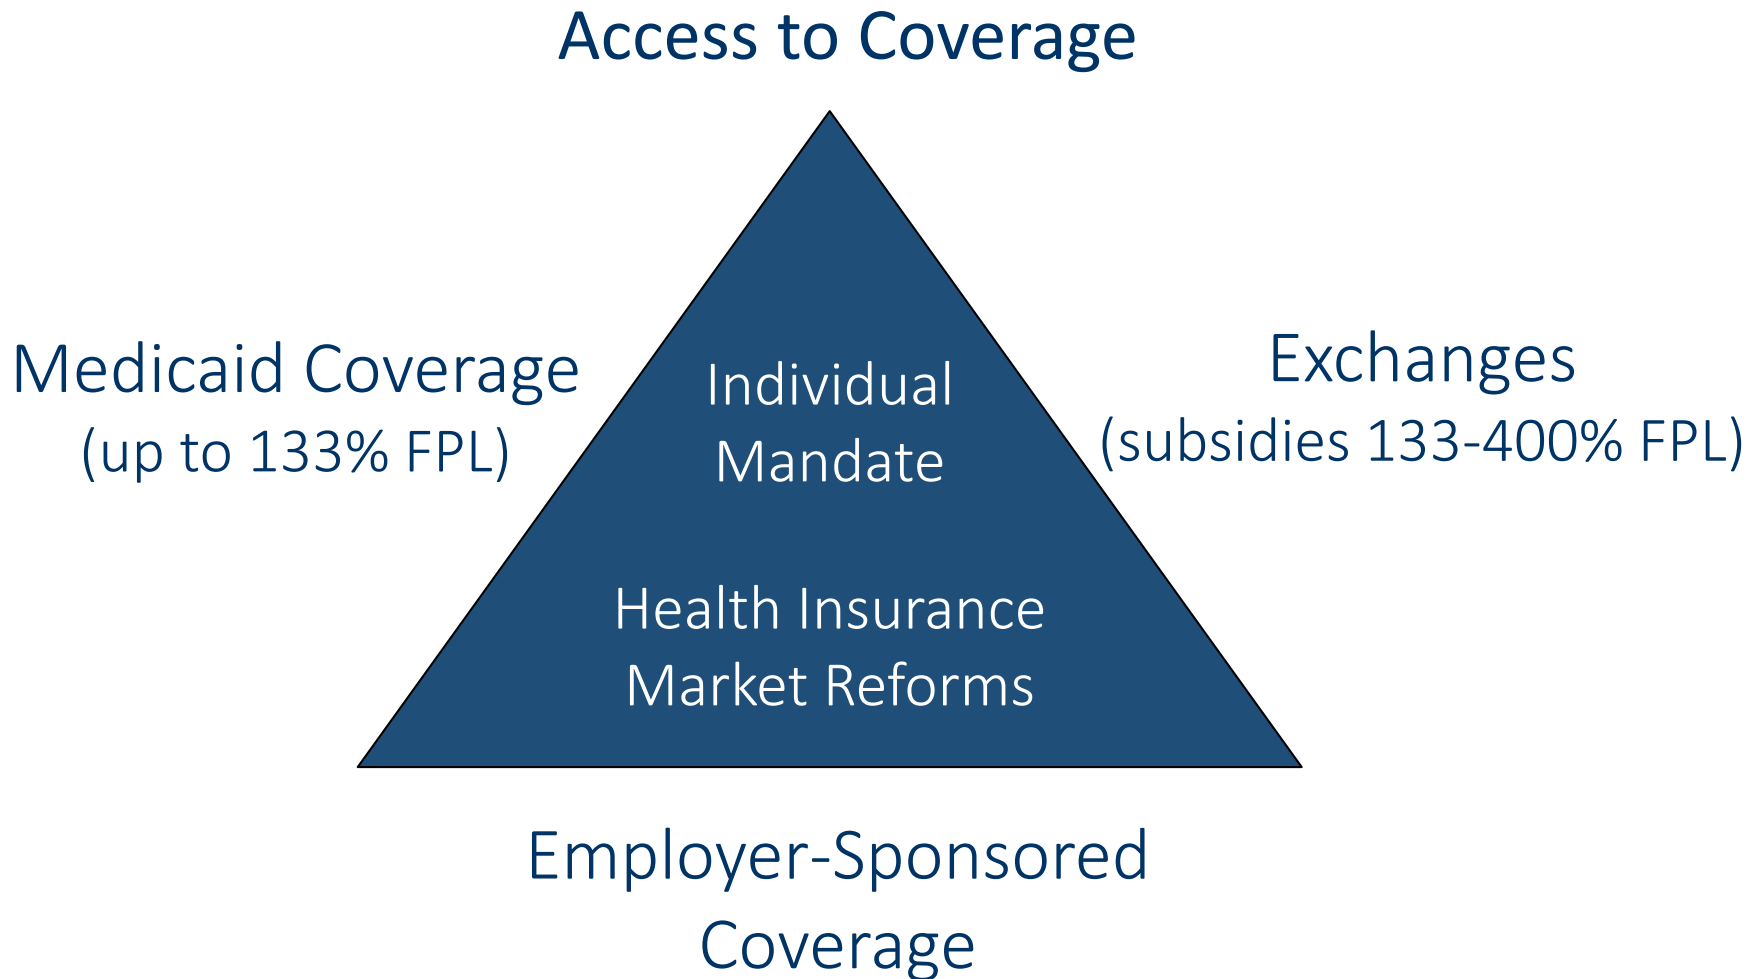 Access to Coverage
Medicaid Coverage
(up to 133% FPL)
Individual
Mandate
Exchanges
(subsidies 133-400% FPL)
Health Insurance
Market Reforms
Employer-Sponsored
Coverage